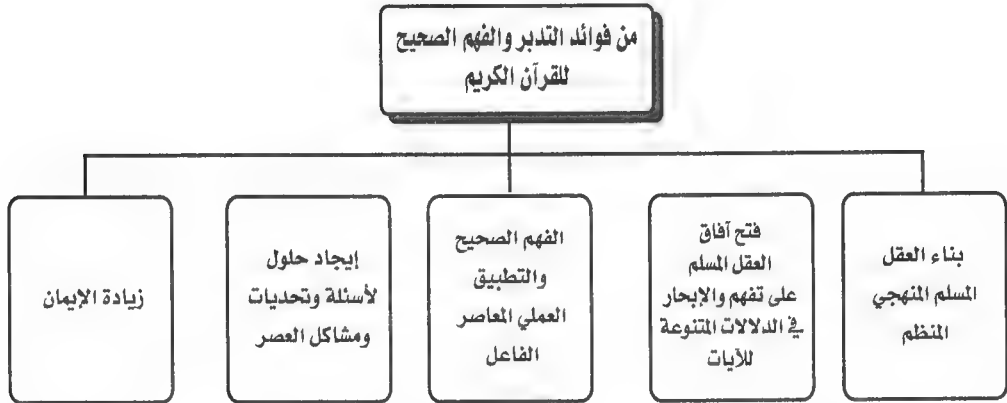 من فوائد التدبر والفهم الصحيح
للقرآن الكريم
بناء العقل
المسلم المنهجي
المنظم
فتح آفاق
العقل المسلم
على تفهم والإبحار
في الدلالات المتنوعة
للآيات
الفهم الصحيح
والتطبيق
العملي المعاصر
الفاعل
إيجاد حلول
لأسئلة وتحديات
ومشاكل العصر
زيادة الإيمان